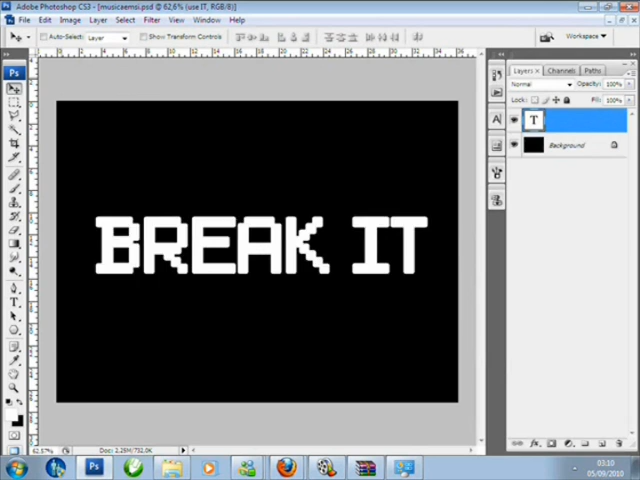 Adobe Photoshop CS3 - [musicaemsi.psd @ 62,6% (use IT, RGB/8)]
File Edit Image Layer Select Filter View Window Help
Auto-Select: Layer Show Transform Controls Workspace
Ps
Layers Channels Paths
Normal Opacity: 100%
Lock: Fill: 100%
T
Background
BREAK IT
62,57% Doc: 2,25M/732,0K
03:10
05/09/2010